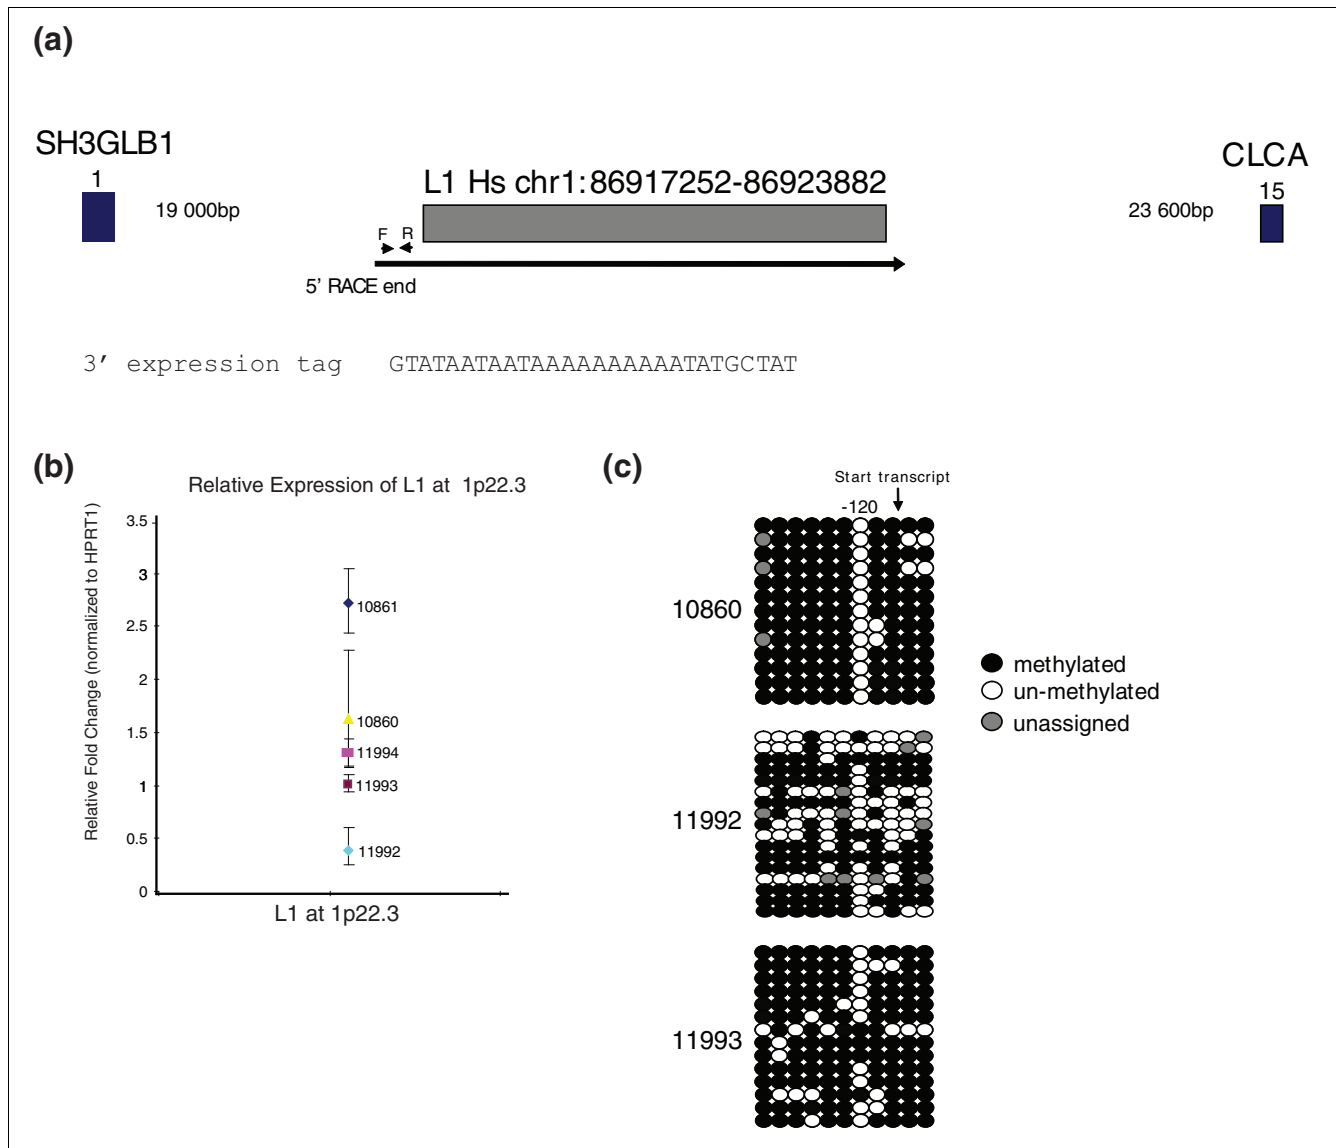 (a)
SH3GLB1
1
19 000bp
L1 Hs chr1:86917252-86923882
F R
5' RACE end
CLCA
15
23 600bp
3' expression tag GTATAATAATAAAAAAAAAATATGCTAT
(b)
Relative Expression of L1 at 1p22.3
Relative Fold Change (normalized to HPRT1)
3.5
3
2.5
2
1.5
1
0.5
0
10861
10860
11994
11993
11992
L1 at 1p22.3
(c)
Start transcript
-120
10860
11992
11993
methylated
un-methylated
unassigned